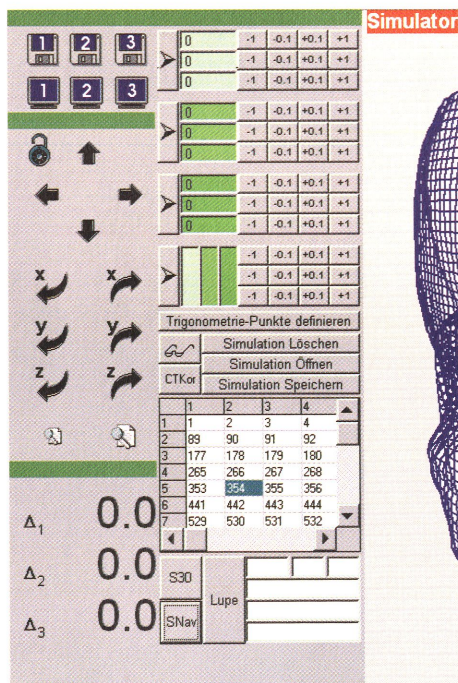 Simulator
1 2 3
1 2 3
0 -1 -0.1 +0.1 +1
0 -1 -0.1 +0.1 +1
0 -1 -0.1 +0.1 +1
0 -1 -0.1 +0.1 +1
0 -1 -0.1 +0.1 +1
0 -1 -0.1 +0.1 +1
0 -1 -0.1 +0.1 +1
0 -1 -0.1 +0.1 +1
0 -1 -0.1 +0.1 +1
-1 -0.1 +0.1 +1
-1 -0.1 +0.1 +1
-1 -0.1 +0.1 +1
x x
y y
z z
Trigonometrie-Punkte definieren
Simulation Löschen
Simulation Öffnen
CTKor Simulation Speichern
1 2 3 4
1 1 2 3 4
2 89 90 91 92
3 177 178 179 180
4 265 266 267 268
5 353 354 355 356
6 441 442 443 444
7 529 530 531 532
Δ1 0.0
Δ2 0.0
Δ3 0.0
S30
Lupe
SNav